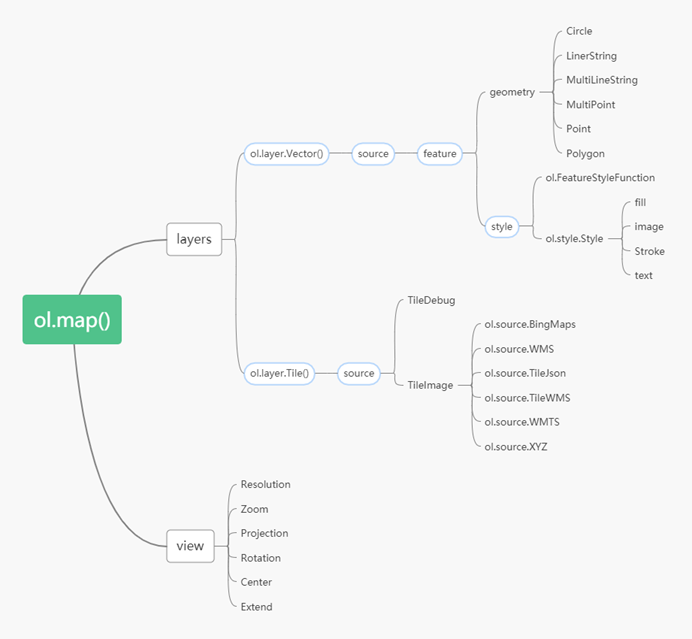 ol.map()
layers
ol.layer.Vector()
source
feature
geometry
Circle
LinerString
MultiLineString
MultiPoint
Point
Polygon
style
ol.FeatureStyleFunction
ol.style.Style
fill
image
Stroke
text
ol.layer.Tile()
source
TileDebug
TileImage
ol.source.BingMaps
ol.source.WMS
ol.source.TileJson
ol.source.TileWMS
ol.source.WMTS
ol.source.XYZ
view
Resolution
Zoom
Projection
Rotation
Center
Extend